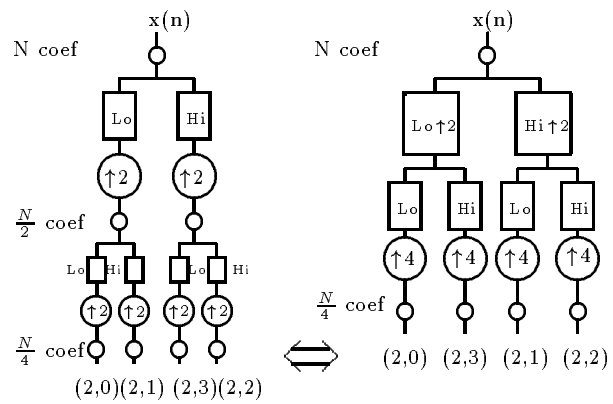 x(n) x(n)
N coef N coef
Lo Hi Lo↑2 Hi↑2
↑2 ↑2
Lo Hi Lo Hi
N/2 coef
↑4 ↑4 ↑4 ↑4
Lo Hi Lo Hi
↑2 ↑2 ↑2 ↑2
N/4 coef
N/4 coef
(2,0) (2,3) (2,1) (2,2)
(2,0)(2,1) (2,3)(2,2)